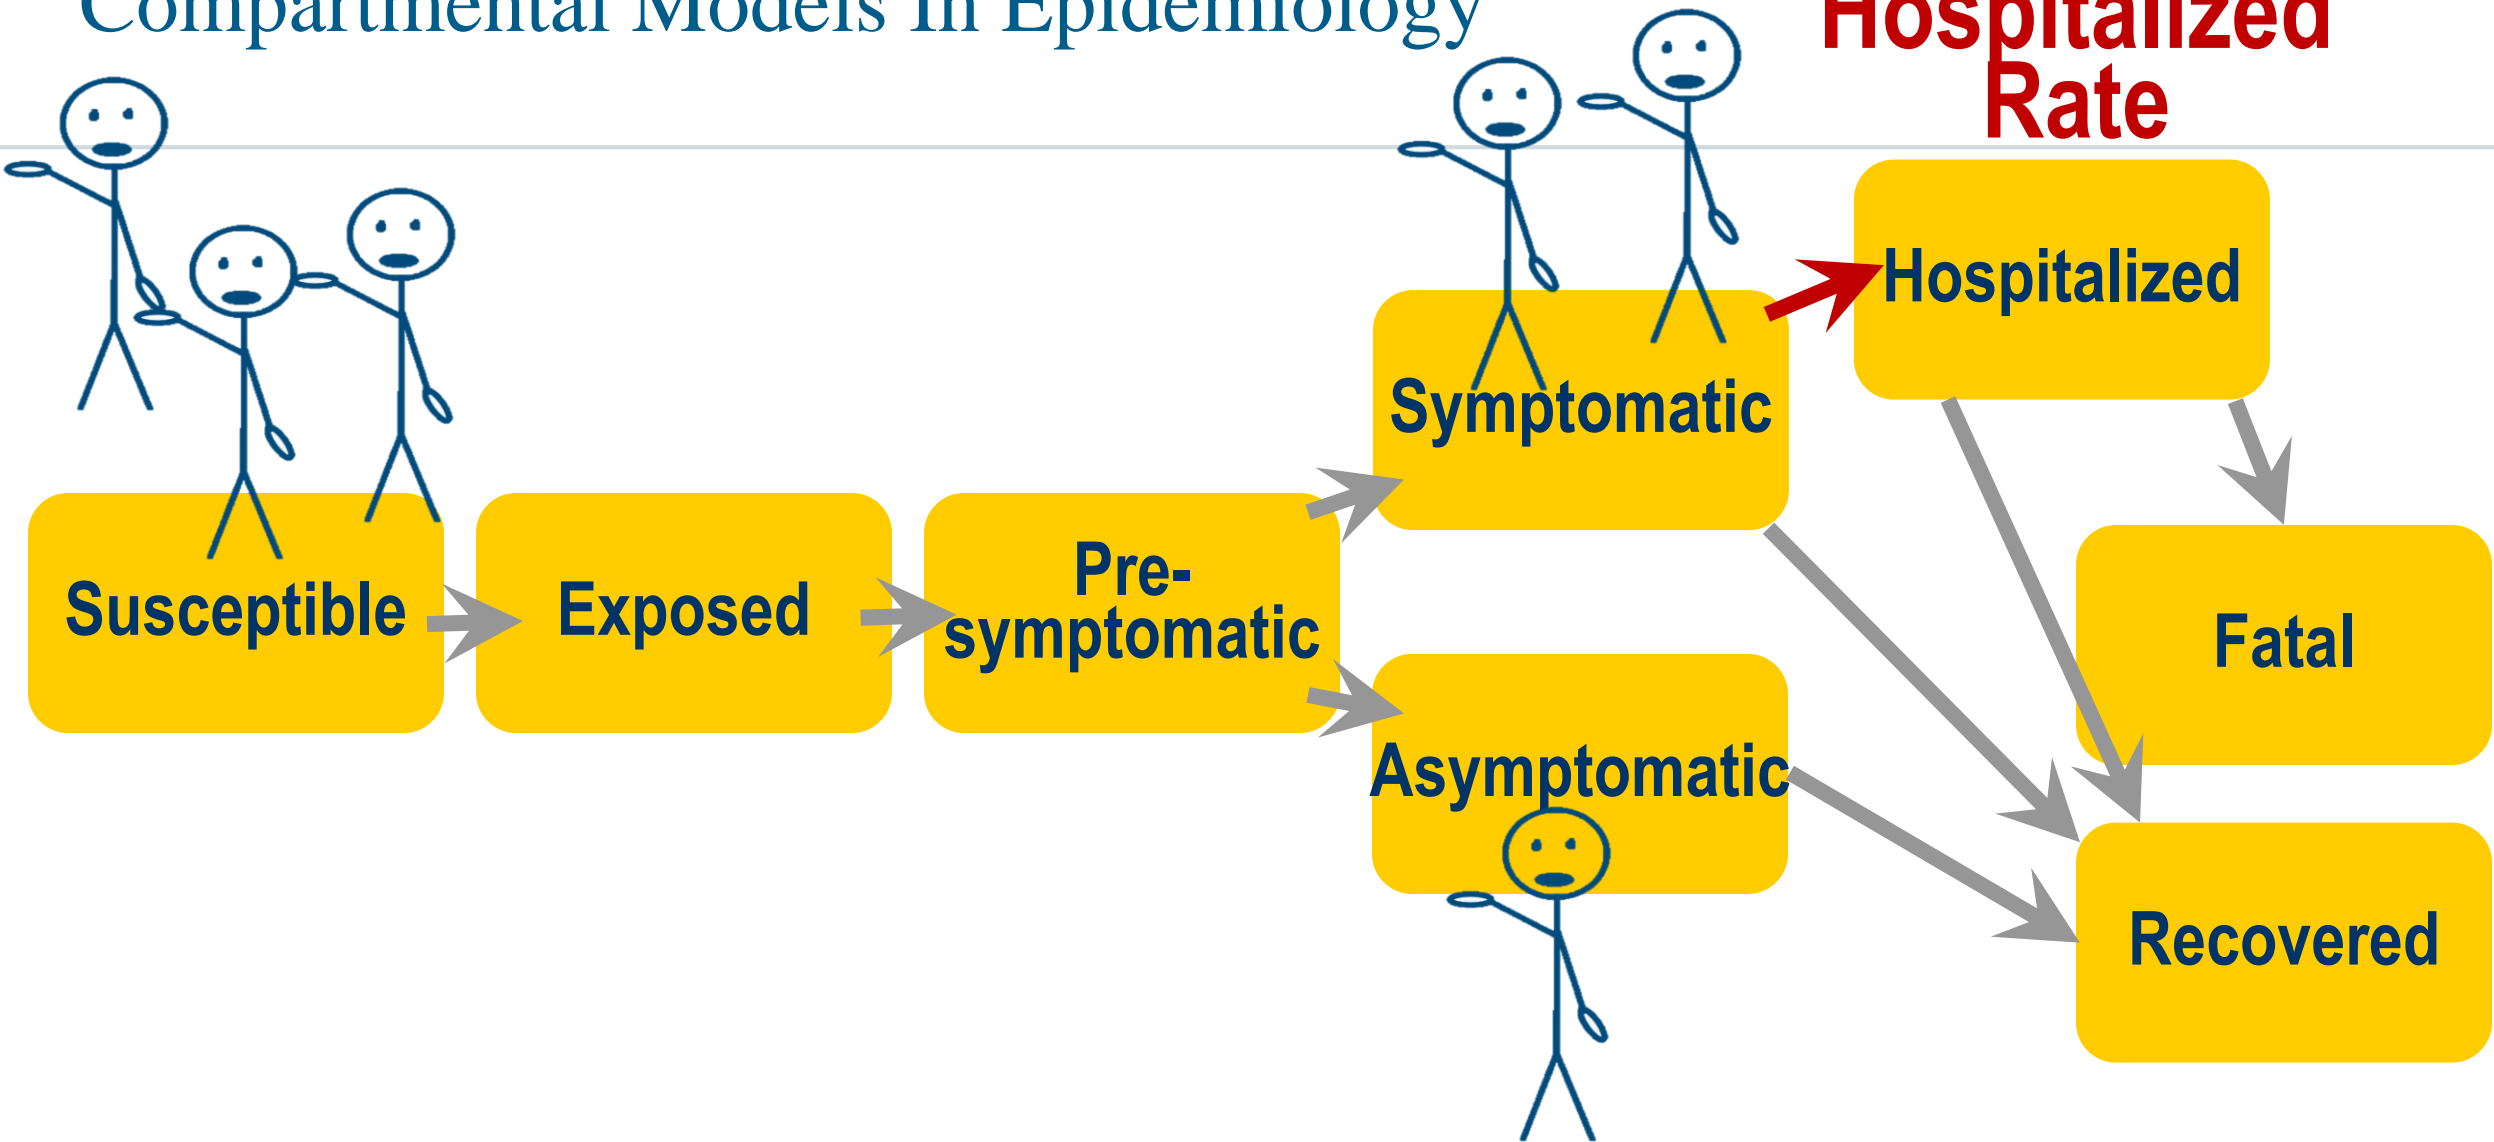 Compartmental Models in Epidemiology
Hospitalized
Rate
Hospitalized
Symptomatic
Susceptible
Exposed
Pre-
symptomatic
Fatal
Asymptomatic
Recovered